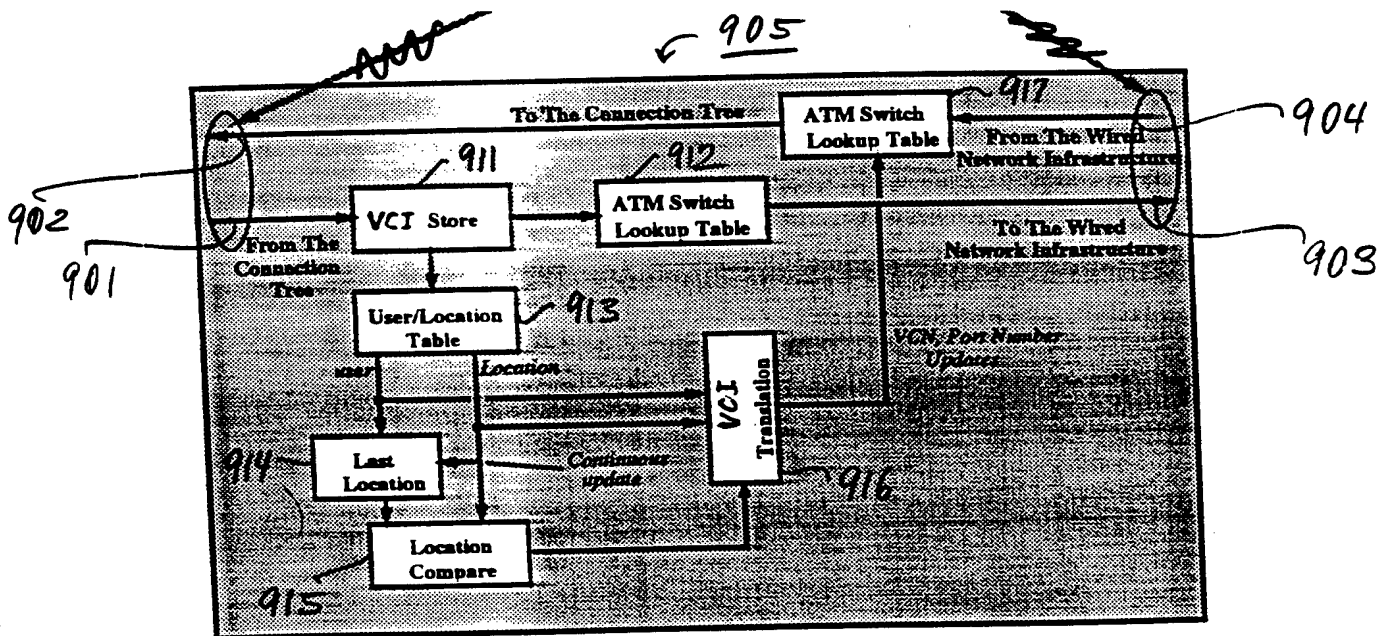 905
917
To The Connection Tree
ATM Switch
Lookup Table
904
From The Wired
Network Infrastructure
911
912
902
VCI Store
ATM Switch
Lookup Table
901
From The
Connection
Tree
To The Wired
Network Infrastructure
903
User/Location
Table
913
user
Location
VCN, Port Number
Updates
VCI
Translation
914
Last
Location
Continuous
update
916
Location
Compare
915